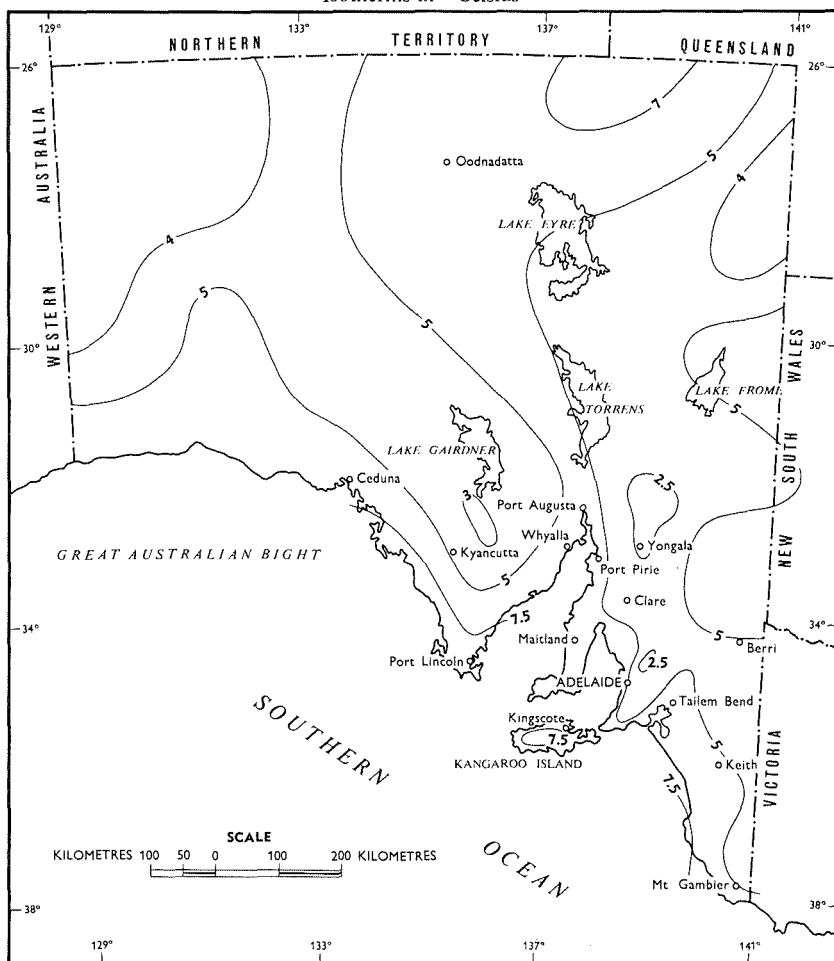 Isotherms in ° Celsius
129° 133° 137° 141°
NORTHERN TERRITORY QUEENSLAND
26° 26°
7
Oodnadatta
5
4
WESTERN AUSTRALIA
LAKE EYRE
4
5
5
30° 30°
LAKE TORRENS
LAKE FROME
5
NEW SOUTH WALES
LAKE GAIRDNER
Ceduna
3
2.5
Port Augusta
Whyalla
GREAT AUSTRALIAN BIGHT
Kyancutta
Yongala
Port Pirie
5
Clare
7.5
34° 34°
Maitland
5
Berri
Port Lincoln
2.5
ADELAIDE
Tailem Bend
SOUTHERN
Kingscote
7.5
5
KANGAROO ISLAND
Keith
7.5
VICTORIA
SCALE
KILOMETRES 100 50 0 100 200 KILOMETRES
OCEAN
Mt Gambier
38° 38°
129° 133° 137° 141°